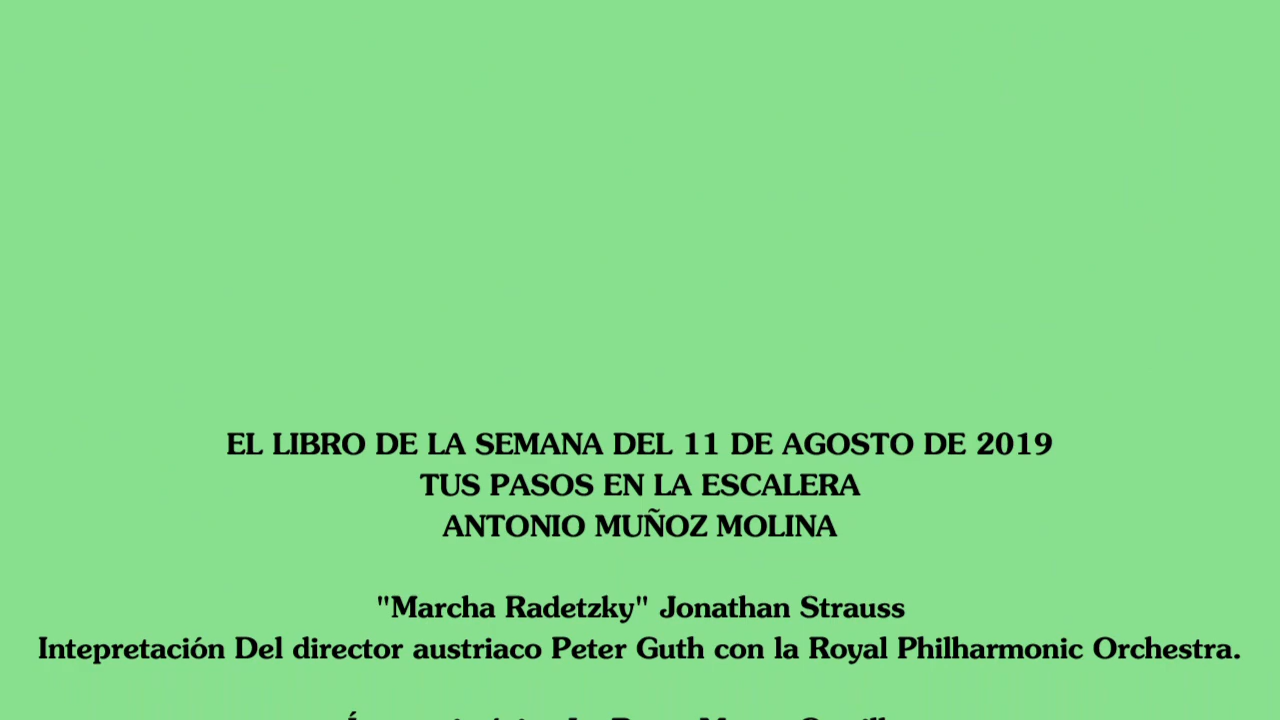 EL LIBRO DE LA SEMANA DEL 11 DE AGOSTO DE 2019
TUS PASOS EN LA ESCALERA
ANTONIO MUÑOZ MOLINA
"Marcha Radetzky" Jonathan Strauss
Intepretación Del director austriaco Peter Guth con la Royal Philharmonic Orchestra.